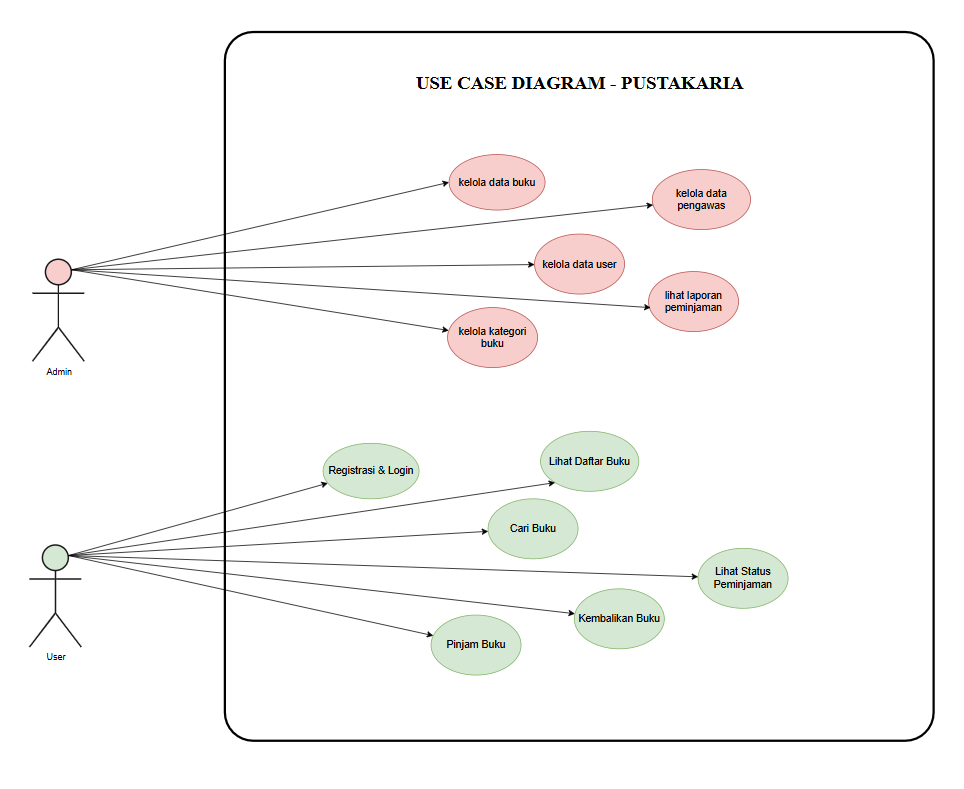 USE CASE DIAGRAM - PUSTAKARIA
kelola data buku
kelola data
pengawas
kelola data user
lihat laporan
peminjaman
kelola kategori
buku
Admin
Registrasi & Login
Lihat Daftar Buku
Cari Buku
Lihat Status
Peminjaman
Kembalikan Buku
Pinjam Buku
User